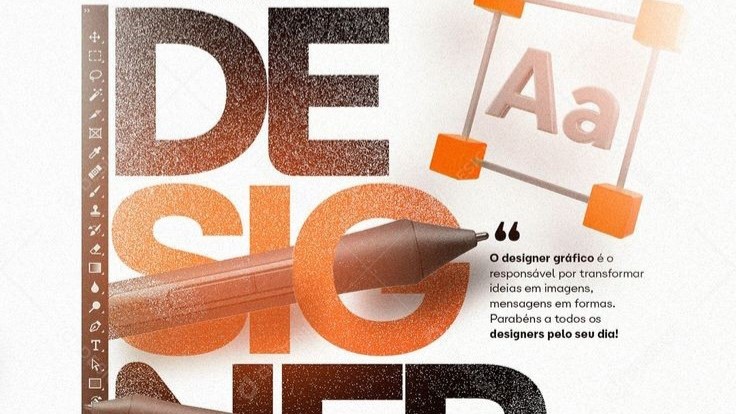 DE
SIG
NER
Aa
“
O designer gráfico é o
responsável por transformar
ideias em imagens,
mensagens em formas.
Parabéns a todos os
designers pelo seu dia!
T